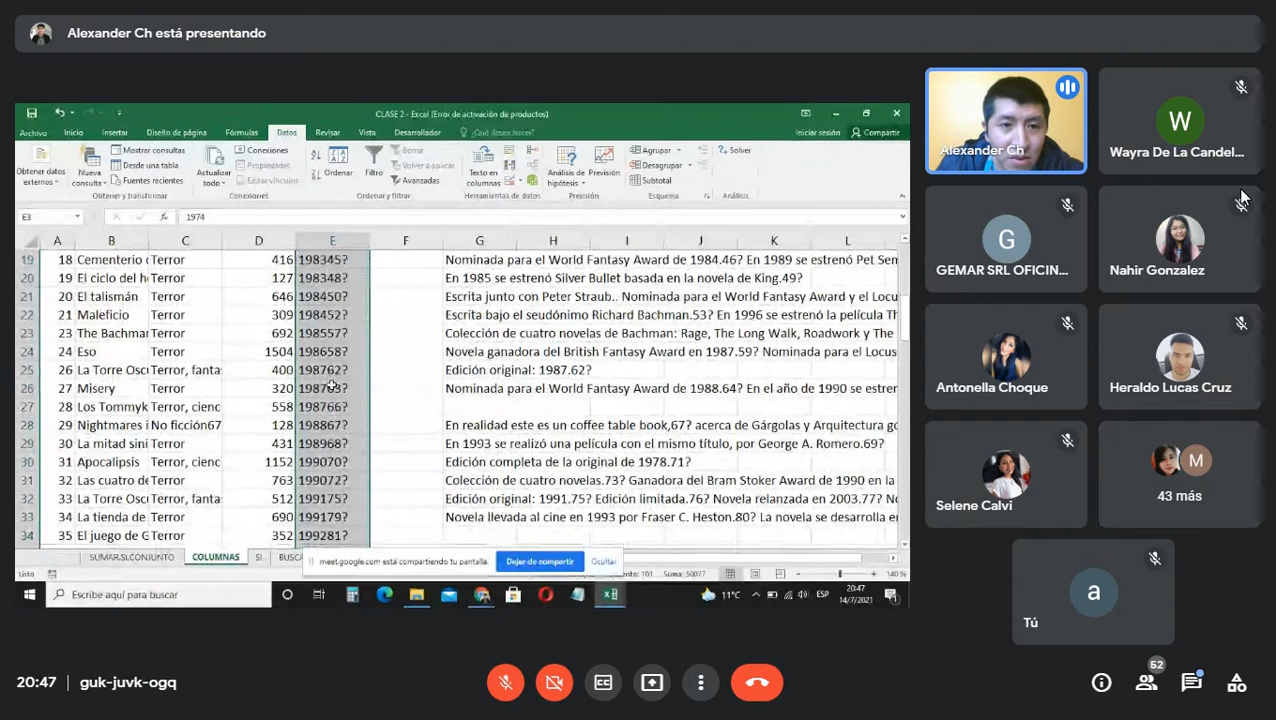 Alexander Ch está presentando
CLASE 2 - Excel (Error de activación de productos)
Archivo Inicio Insertar Diseño de página Fórmulas Datos Revisar Vista Desarrollador ¿Qué desea hacer? Iniciar sesión Compartir
Obtener datos externos
Nueva consulta
Mostrar consultas
Desde una tabla
Fuentes recientes
Obtener y transformar
Actualizar todo
Conexiones
Propiedades
Editar vínculos
Conexiones
Ordenar
Filtro
Borrar
Volver a aplicar
Avanzadas
Ordenar y filtrar
Texto en columnas
Herramientas de datos
Análisis de hipótesis
Previsión
Previsión
Agrupar
Desagrupar
Subtotal
Esquema
Solver
Análisis
E3 1974
A B C D E F G H I J K L
19 18 Cementerio Terror 416 198345? Nominada para el World Fantasy Award de 1984.46? En 1989 se estrenó Pet Sen
20 19 El ciclo del h Terror 127 198348? En 1985 se estrenó Silver Bullet basada en la novela de King.49?
21 20 El talismán Terror 646 198450? Escrita junto con Peter Straub.. Nominada para el World Fantasy Award y el Locu
22 21 Maleficio Terror 309 198452? Escrita bajo el seudónimo Richard Bachman.53? En 1996 se estrenó la película Th
23 22 The Bachman Terror 692 198557? Colección de cuatro novelas de Bachman: Rage, The Long Walk, Roadwork y The
24 24 Eso Terror 1504 198658? Novela ganadora del British Fantasy Award en 1987.59? Nominada para el Locus
25 26 La Torre Osc Terror, fanta 400 198762? Edición original: 1987.62?
26 27 Misery Terror 320 198763? Nominada para el World Fantasy Award de 1988.64? En el año de 1990 se estren
27 28 Los Tommyk Terror, cienc 558 198766?
28 29 Nightmares i No ficción67 128 198867? En realidad este es un coffee table book,67? acerca de Gárgolas y Arquitectura go
29 30 La mitad sini Terror 431 198968? En 1993 se realizó una película con el mismo título, por George A. Romero.69?
30 31 Apocalipsis Terror, cienc 1152 199070? Edición completa de la original de 1978.71?
31 32 Las cuatro de Terror 763 199072? Colección de cuatro novelas.73? Ganadora del Bram Stoker Award de 1990 en la
32 33 La Torre Osc Terror, fanta 512 199175? Edición original: 1991.75? Edición limitada.76? Novela relanzada en 2003.77? No
33 34 La tienda de Terror 690 199179? Novela llevada al cine en 1993 por Fraser C. Heston.80? La novela se desarrolla e
34 35 El juego de G Terror 352 199281?
SUMAR.SI.CONJUNTO COLUMNAS SI BUSCA
meet.google.com está compartiendo tu pantalla. Dejar de compartir Ocultar
Listo 101 Suma: 50077 140 %
Escribe aquí para buscar 11°C ESP 20:47
14/7/2021
Alexander Ch
W
Wayra De La Candel...
G
GEMAR SRL OFICIN...
Nahir Gonzalez
Antonella Choque
Heraldo Lucas Cruz
Selene Calvi
M
43 más
a
Tú
20:47 guk-juvk-ogq
52